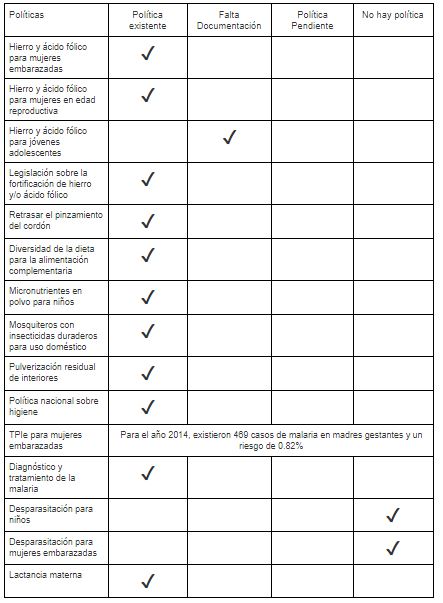 Políticas
Política
existente
Falta
Documentación
Política
Pendiente
No hay política
Hierro y ácido fólico
para mujeres
embarazadas
✓
Hierro y ácido fólico
para mujeres en edad
reproductiva
✓
Hierro y ácido fólico
para jóvenes
adolescentes
✓
Legislación sobre la
fortificación de hierro
y/o ácido fólico
✓
Retrasar el pinzamiento
del cordón
✓
Diversidad de la dieta
para la alimentación
complementaria
✓
Micronutrientes en
polvo para niños
✓
Mosquiteros con
insecticidas duraderos
para uso doméstico
✓
Pulverización residual
de interiores
✓
Política nacional sobre
higiene
✓
TPIe para mujeres
embarazadas
Para el año 2014, existieron 469 casos de malaria en madres gestantes y un
riesgo de 0.82%
Diagnóstico y
tratamiento de la
malaria
✓
Desparasitación para
niños
✓
Desparasitación para
mujeres embarazadas
✓
Lactancia materna
✓